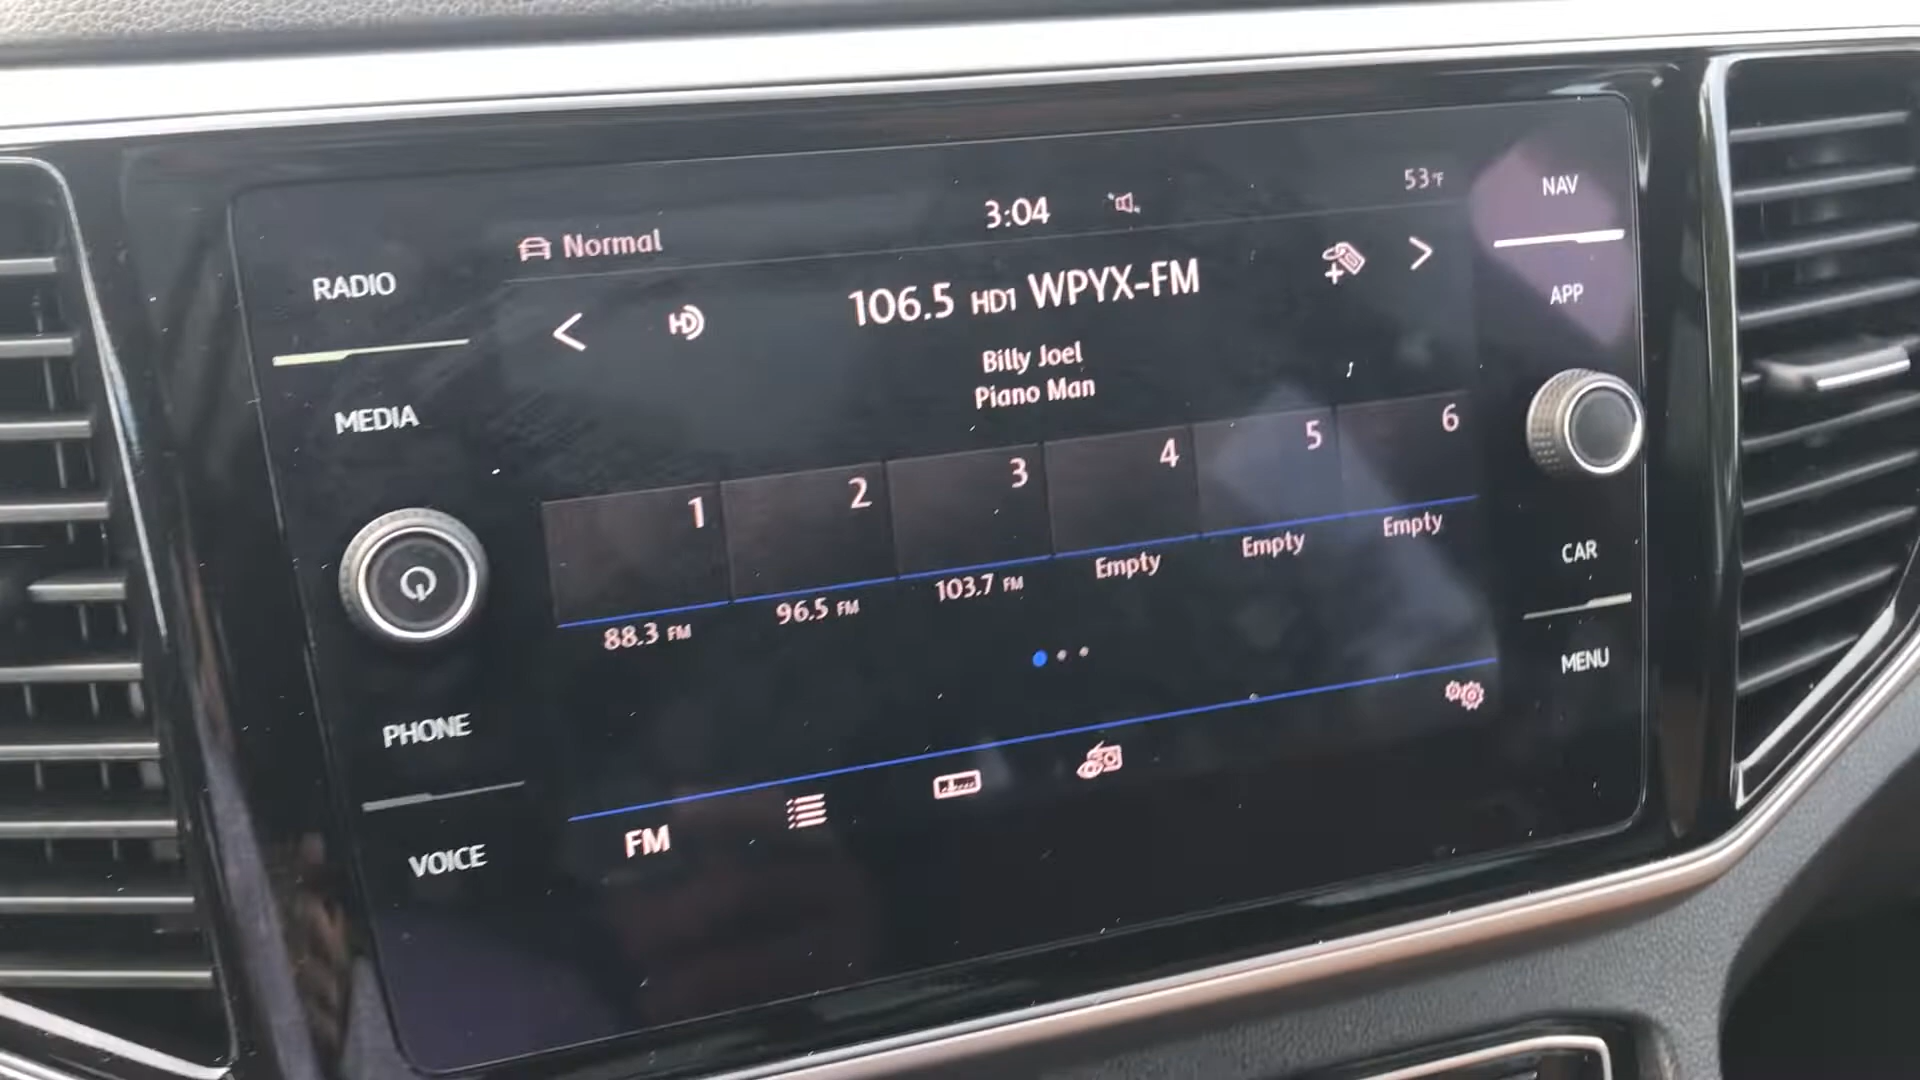 3:04
53°F
Normal
NAV
RADIO
106.5 HD1 WPYX-FM
HD
APP
Billy Joel
Piano Man
MEDIA
1
2
3
4
5
6
88.3 FM
96.5 FM
103.7 FM
Empty
Empty
Empty
CAR
PHONE
MENU
FM
VOICE